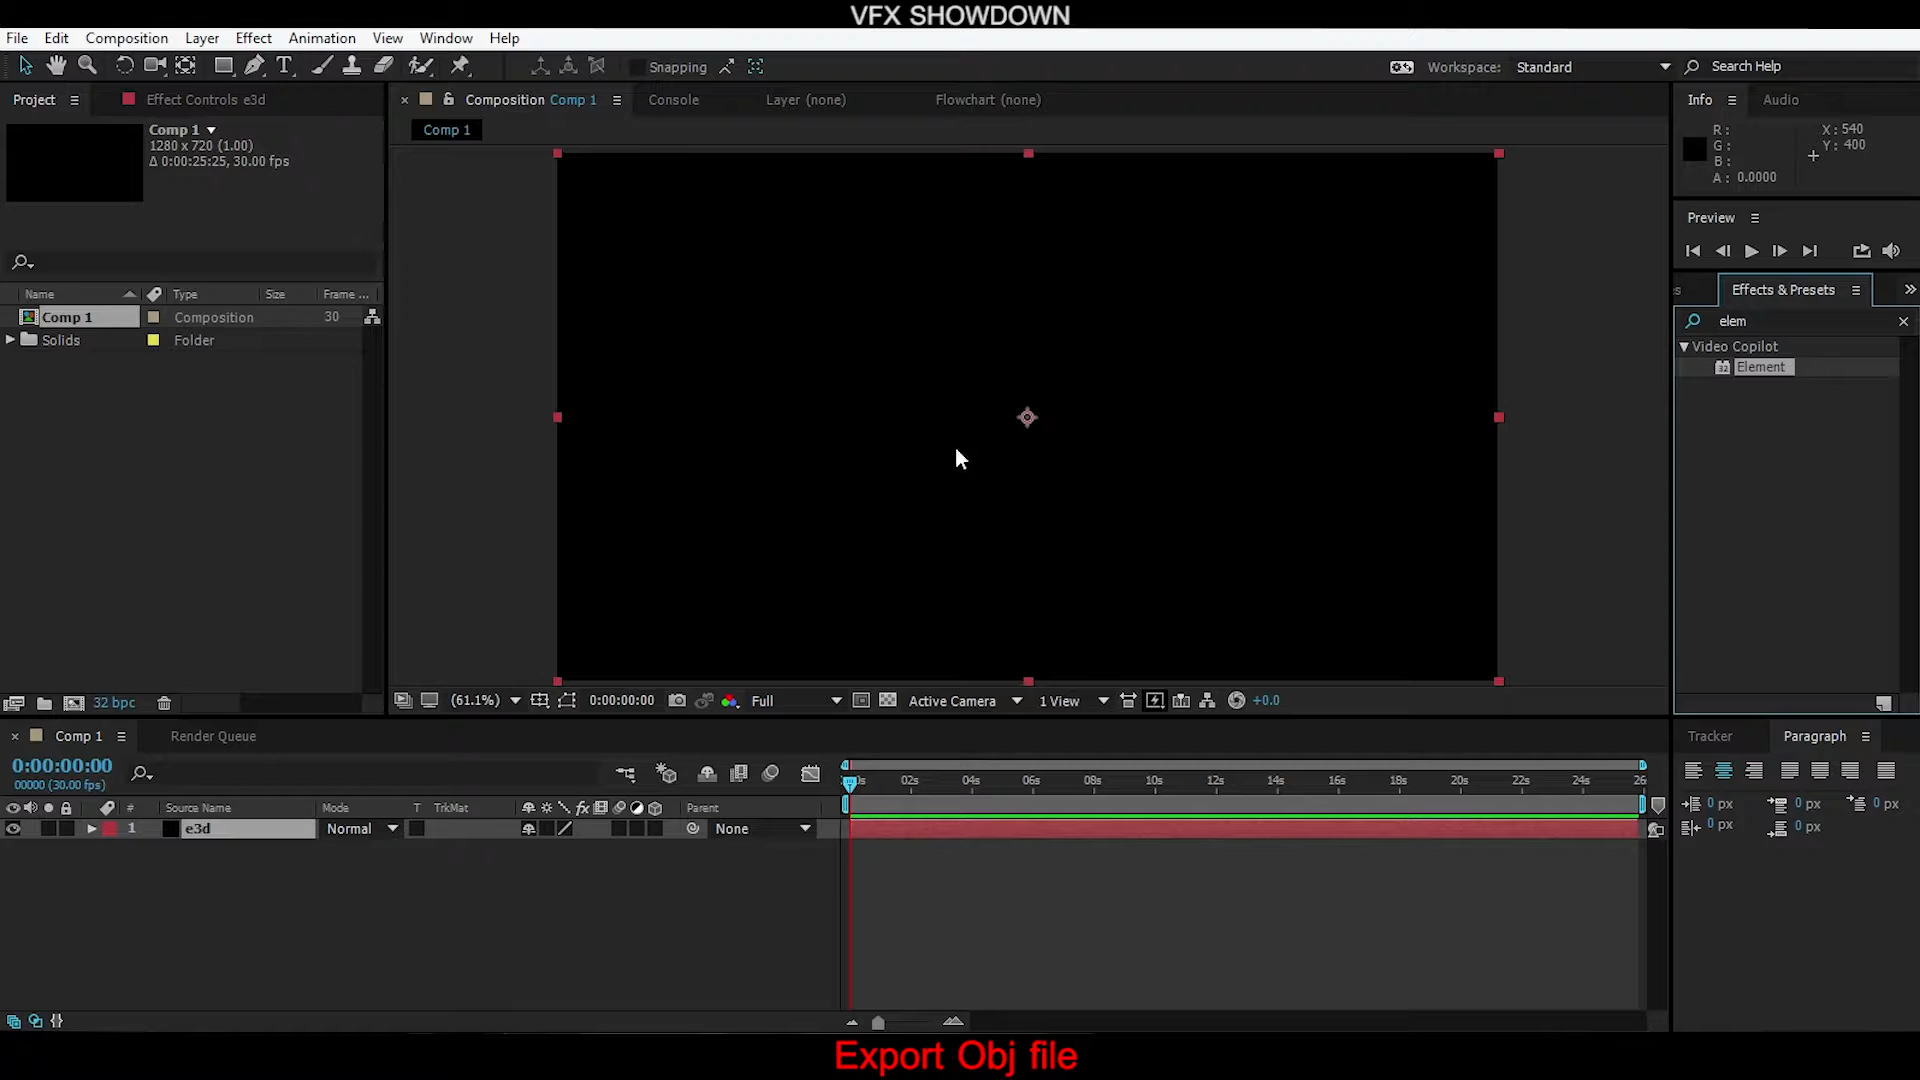 VFX SHOWDOWN
File Edit Composition Layer Effect Animation View Window Help
Snapping Workspace: Standard Search Help
Project Effect Controls e3d Composition Comp 1 Console Layer (none) Flowchart (none) Info Audio
Comp 1
1280 x 720 (1.00)
Δ 0:00:25:25, 30.00 fps
Comp 1
R:
G:
B:
A: 0.0000
X: 540
Y: 400
Preview
Effects & Presets
elem
Video Copilot
32 Element
Name Type Size Frame ...
Comp 1 Composition 30
Solids Folder
32 bpc
(61.1%) 0:00:00:00 Full Active Camera 1 View +0.0
Comp 1 Render Queue
0:00:00:00
00000 (30.00 fps)
02s 04s 06s 08s 10s 12s 14s 16s 18s 20s 22s 24s 26
# Source Name Mode T TrkMat fx Parent
1 e3d Normal None
Tracker Paragraph
0 px 0 px 0 px
0 px 0 px
Export Obj file